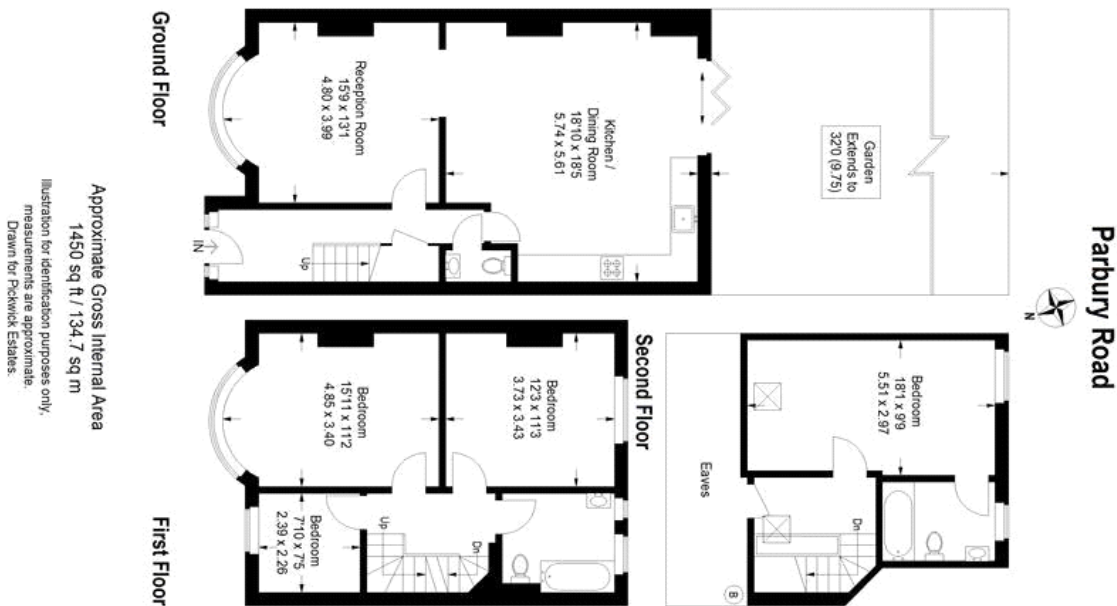 Parbury Road
N
Garden
Extends to
32'0 (9.75)
Kitchen /
Dining Room
18'10 x 18'5
5.74 x 5.61
Reception Room
15'9 x 13'1
4.80 x 3.99
Up
IN
Ground Floor
Bedroom
18'1 x 9'9
5.51 x 2.97
Eaves
Dn
B
Second Floor
Bedroom
12'3 x 11'3
3.73 x 3.43
Bedroom
15'11 x 11'2
4.85 x 3.40
Dn
Up
Bedroom
7'10 x 7'5
2.39 x 2.26
First Floor
Approximate Gross Internal Area
1450 sq ft / 134.7 sq m
Illustration for identification purposes only,
measurements are approximate.
Drawn for Pickwick Estates.